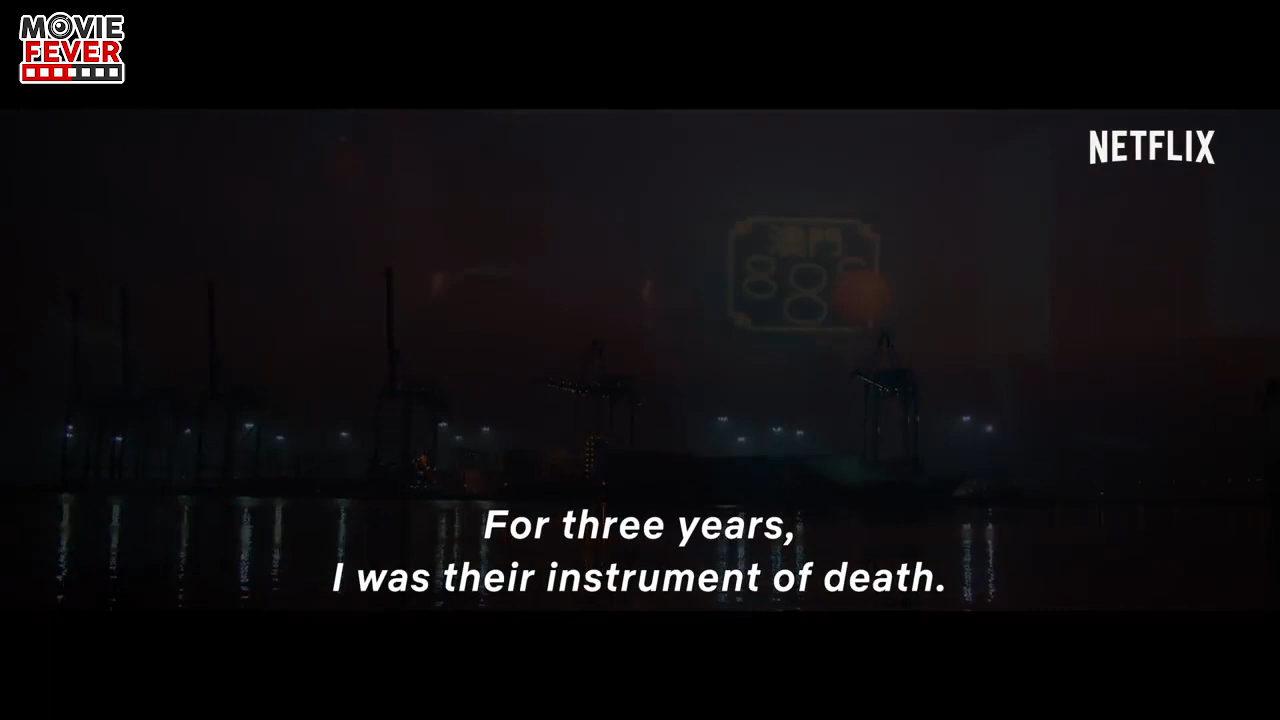 MOVIE
FEVER
NETFLIX
For three years,
I was their instrument of death.